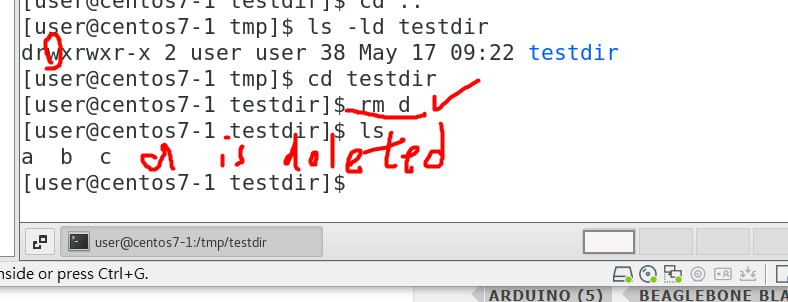 [user@centos7-1 testdir]$ cd ..
[user@centos7-1 tmp]$ ls -ld testdir
drwxrwxr-x 2 user user 38 May 17 09:22 testdir
[user@centos7-1 tmp]$ cd testdir
[user@centos7-1 testdir]$ rm d
[user@centos7-1 testdir]$ ls
a b c d is deleted
[user@centos7-1 testdir]$
user@centos7-1:/tmp/testdir
nside or press Ctrl+G.
ARDUINO (5) BEAGLEBONE BLA